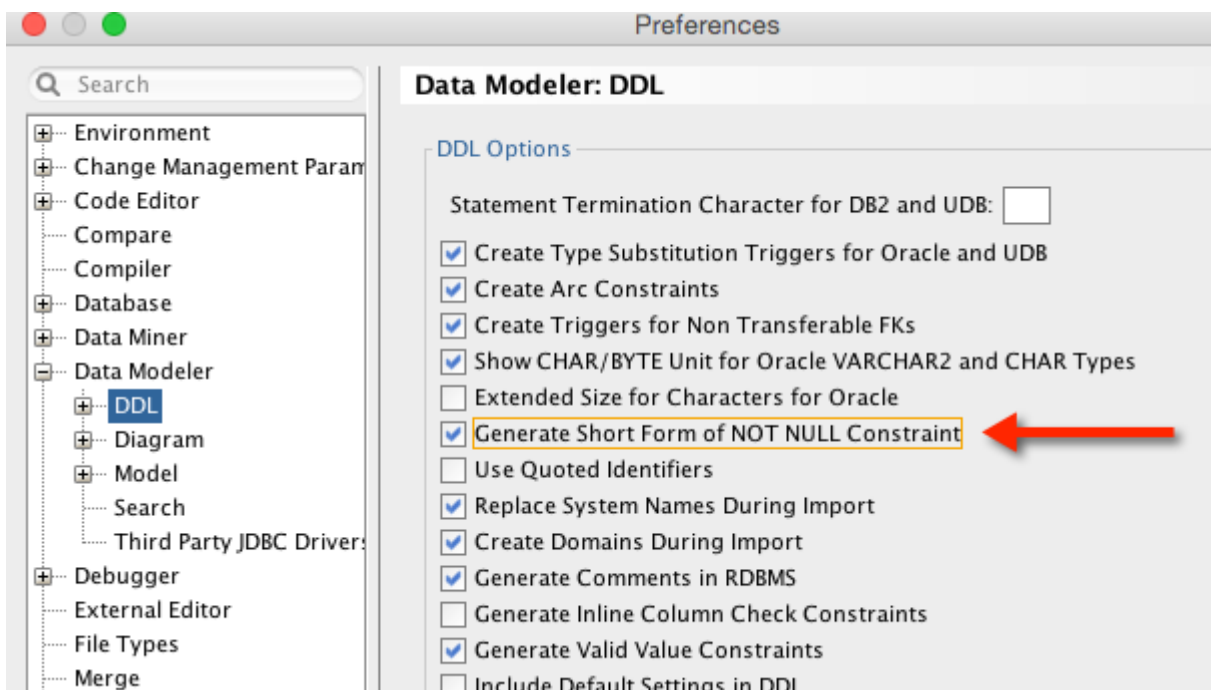 Preferences
Search
Environment
Change Management Param
Code Editor
Compare
Compiler
Database
Data Miner
Data Modeler
DDL
Diagram
Model
Search
Third Party JDBC Drivers
Debugger
External Editor
File Types
Merge
Data Modeler: DDL
DDL Options
Statement Termination Character for DB2 and UDB:
Create Type Substitution Triggers for Oracle and UDB
Create Arc Constraints
Create Triggers for Non Transferable FKs
Show CHAR/BYTE Unit for Oracle VARCHAR2 and CHAR Types
Extended Size for Characters for Oracle
Generate Short Form of NOT NULL Constraint
Use Quoted Identifiers
Replace System Names During Import
Create Domains During Import
Generate Comments in RDBMS
Generate Inline Column Check Constraints
Generate Valid Value Constraints
Include Default Settings in DDL